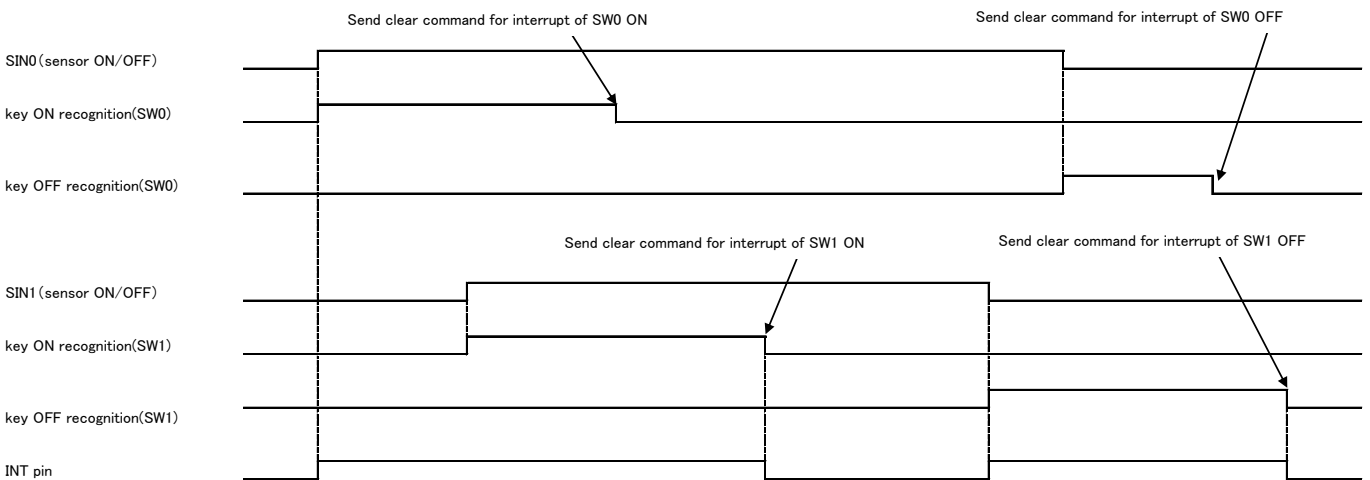 Send clear command for interrupt of SW0 ON
Send clear command for interrupt of SW0 OFF
SIN0(sensor ON/OFF)
key ON recognition(SW0)
key OFF recognition(SW0)
Send clear command for interrupt of SW1 ON
Send clear command for interrupt of SW1 OFF
SIN1(sensor ON/OFF)
key ON recognition(SW1)
key OFF recognition(SW1)
INT pin